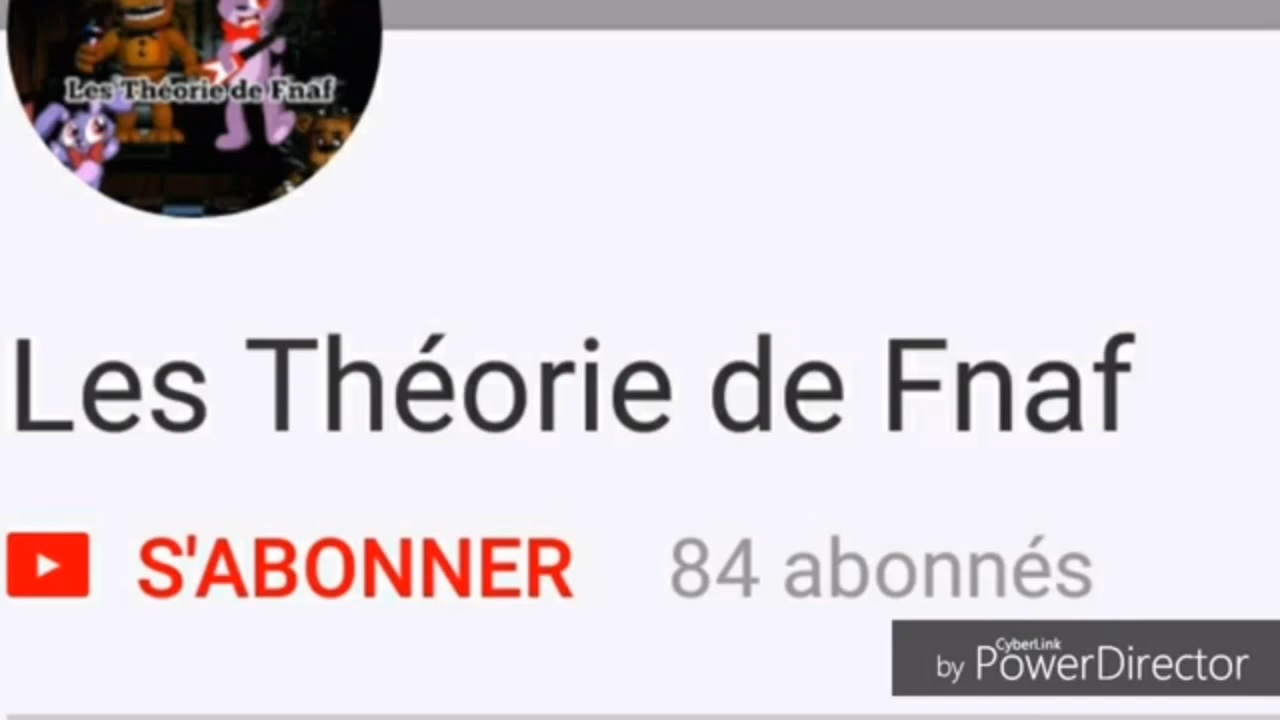 Les Théorie de Fnaf
Les Théorie de Fnaf
S'ABONNER 84 abonnés
CyberLink
by PowerDirector